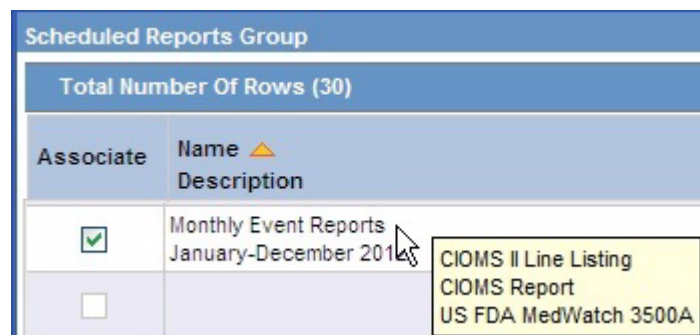 Scheduled Reports Group
Total Number Of Rows (30)
Associate
Name
Description
Monthly Event Reports
January-December
CIOMS II Line Listing
CIOMS Report
US FDA MedWatch 3500A